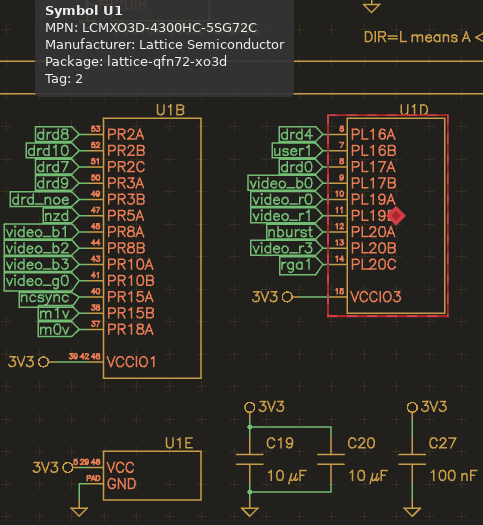 Symbol U1
MPN: LCMXO3D-4300HC-5SG72C
Manufacturer: Lattice Semiconductor
Package: lattice-qfn72-xo3d
Tag: 2
DIR=L means A <
U1B
drd8 53 PR2A
drd10 52 PR2B
drd7 51 PR2C
drd9 50 PR3A
drd_noe 49 PR3B
nzd 47 PR5A
video_b1 45 PR8A
video_b2 44 PR8B
video_b3 43 PR10A
video_g0 41 PR10B
ncsync 40 PR15A
m1v 38 PR15B
m0v 37 PR18A
3V3 39 42 48 VCCIO1
U1D
drd4 6 PL16A
user1 7 PL16B
drd0 8 PL17A
video_b0 9 PL17B
video_r0 10 PL19A
video_r1 11 PL19
nburst 12 PL20A
video_r3 13 PL20B
rga1 14 PL20C
3V3 15 VCCIO3
U1E
3V3 5 29 46 VCC
PAD GND
3V3
C19
10 µF
C20
10 µF
3V3
C27
100 nF